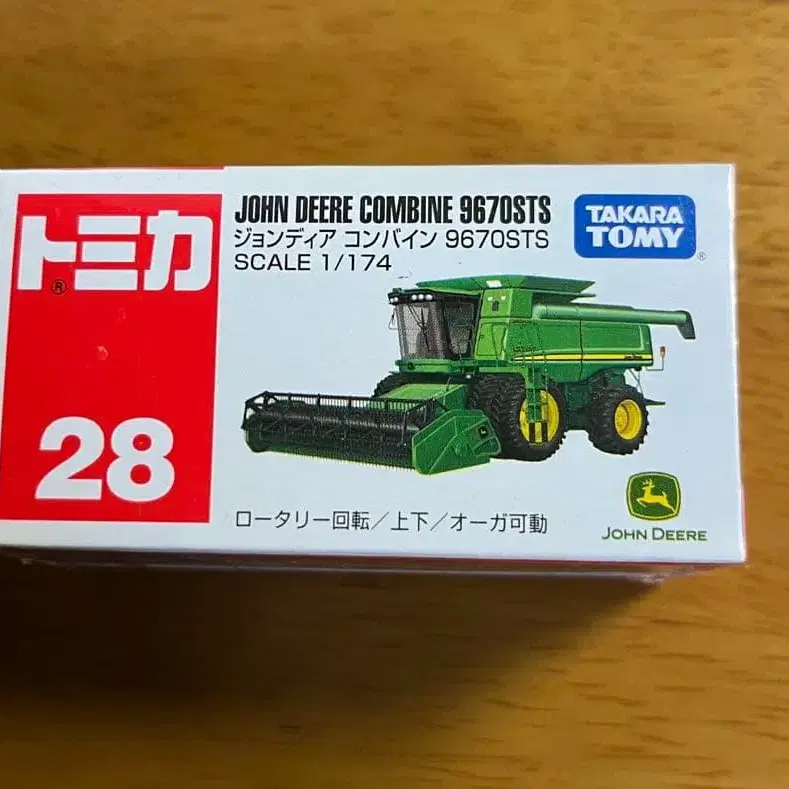 トミカ
®
28
JOHN DEERE COMBINE 9670STS
ジョンディア コンバイン 9670STS
SCALE 1/174
TAKARA
TOMY
®
ロータリー回転／上下／オーガ可動
JOHN DEERE